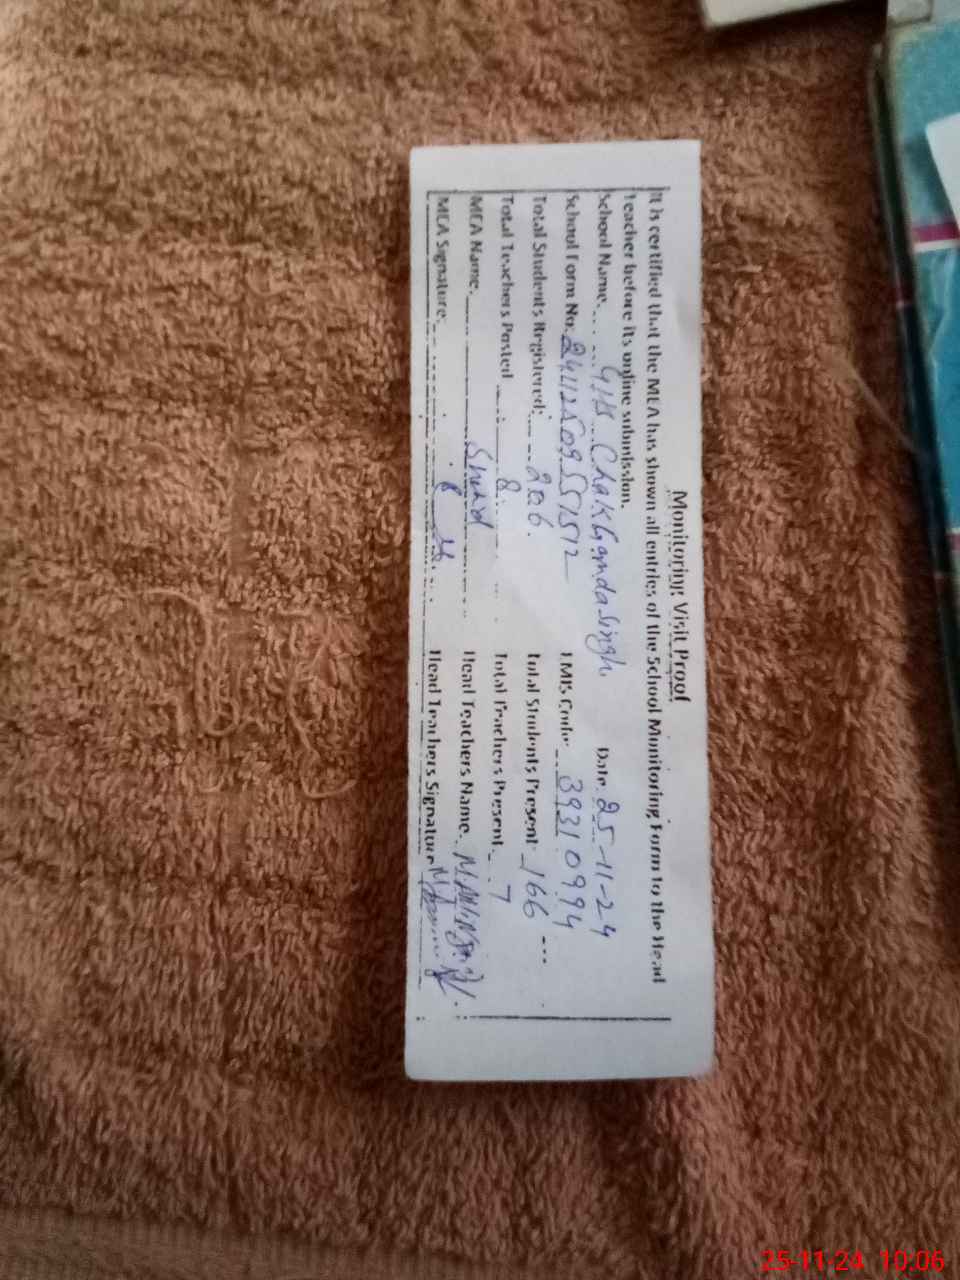 Monitoring Visit Proof
It is certified that the MEA has shown all entries of the School Monitoring Form to the Head
Teacher before its online submission.
School Name. GHS Chak Ganda Singh Date. 25-11-24
School Form No: EMIS Code: 39310994
Total Students Registered: 206. Total Students Present: 166
Total Teachers Posted 8 Total Teachers Present. 7
MEA Name. Head Teachers Name.
MEA Signature: Head Teachers Signature
25-11-24 10:06